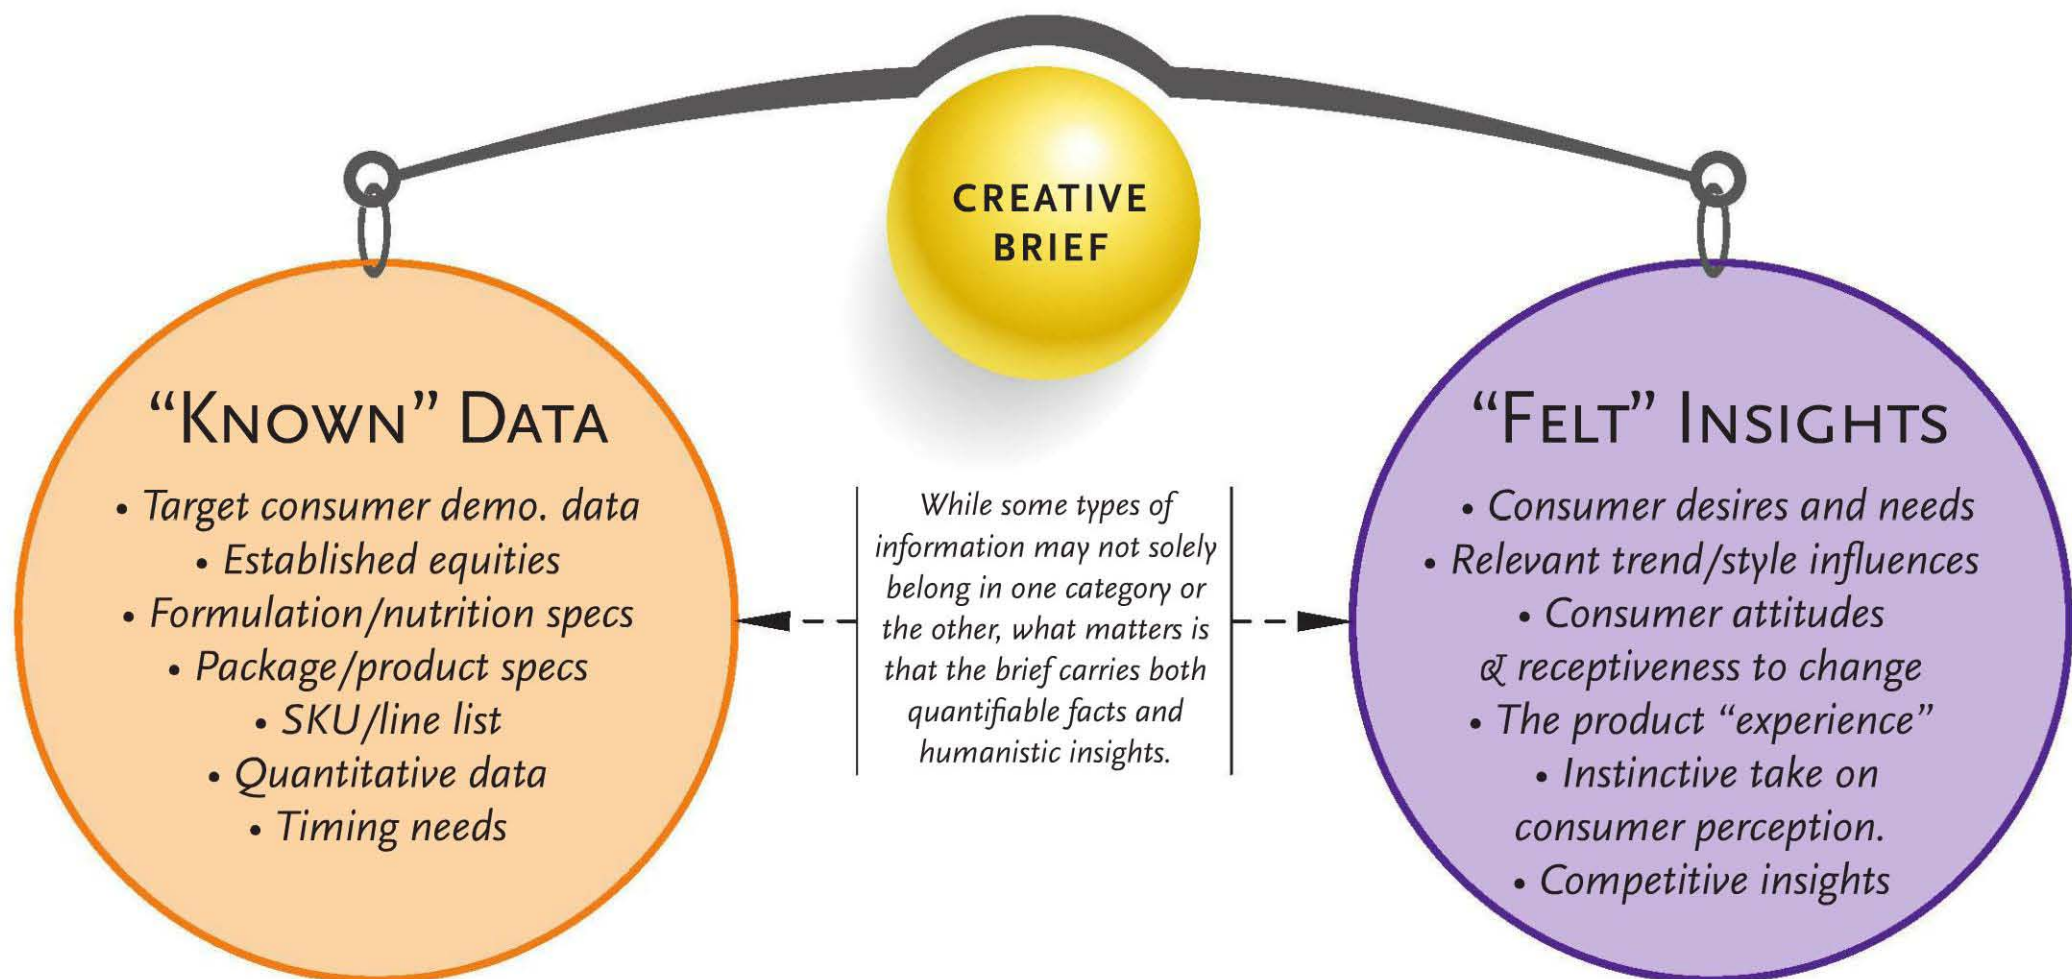 CREATIVE
BRIEF
“KNOWN” DATA
• Target consumer demo. data
• Established equities
• Formulation/nutrition specs
• Package/product specs
• SKU/line list
• Quantitative data
• Timing needs
While some types of
information may not solely
belong in one category or
the other, what matters is
that the brief carries both
quantifiable facts and
humanistic insights.
“FELT” INSIGHTS
• Consumer desires and needs
• Relevant trend/style influences
• Consumer attitudes
& receptiveness to change
• The product “experience”
• Instinctive take on
consumer perception.
• Competitive insights